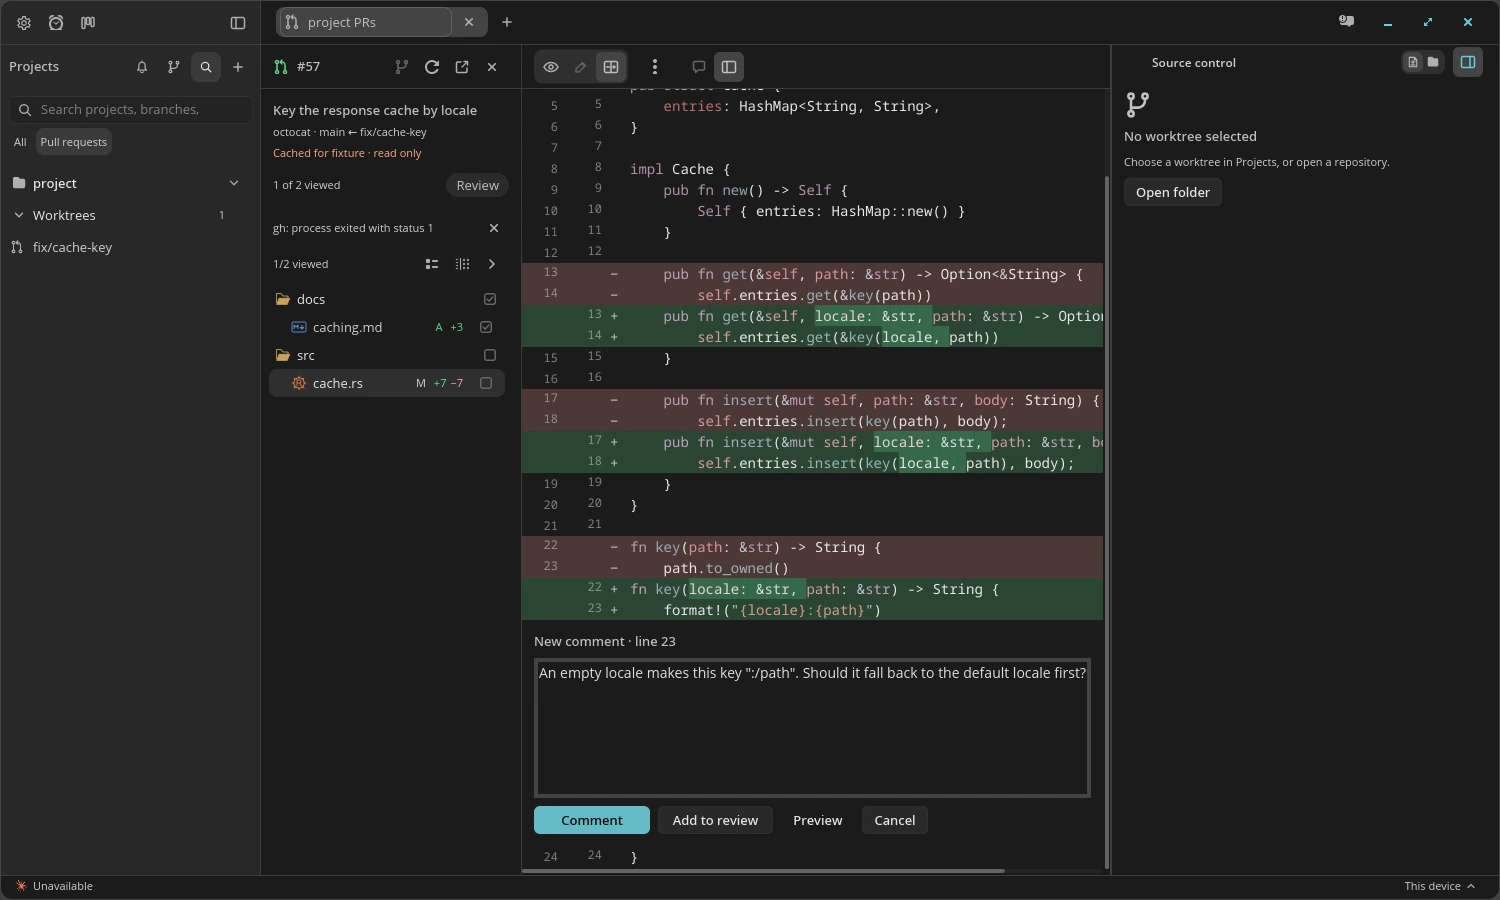 project PRs
Projects
Search projects, branches,
All
Pull requests
project
Worktrees
1
fix/cache-key
#57
Key the response cache by locale
octocat · main ← fix/cache-key
Cached for fixture · read only
1 of 2 viewed
Review
gh: process exited with status 1
1/2 viewed
docs
caching.md A +3
src
cache.rs M +7 −7
5 5 entries: HashMap<String, String>,
6 6 }
7 7
8 8 impl Cache {
9 9 pub fn new() -> Self {
10 10 Self { entries: HashMap::new() }
11 11 }
12 12
13 − pub fn get(&self, path: &str) -> Option<&String> {
14 − self.entries.get(&key(path))
13 + pub fn get(&self, locale: &str, path: &str) -> Option
14 + self.entries.get(&key(locale, path))
15 15 }
16 16
17 − pub fn insert(&mut self, path: &str, body: String) {
18 − self.entries.insert(key(path), body);
17 + pub fn insert(&mut self, locale: &str, path: &str, bo
18 + self.entries.insert(key(locale, path), body);
19 19 }
20 20 }
21 21
22 − fn key(path: &str) -> String {
23 − path.to_owned()
22 + fn key(locale: &str, path: &str) -> String {
23 + format!("{locale}:{path}")
New comment · line 23
An empty locale makes this key ":/path". Should it fall back to the default locale first?
Comment
Add to review
Preview
Cancel
24 24 }
Source control
No worktree selected
Choose a worktree in Projects, or open a repository.
Open folder
Unavailable
This device